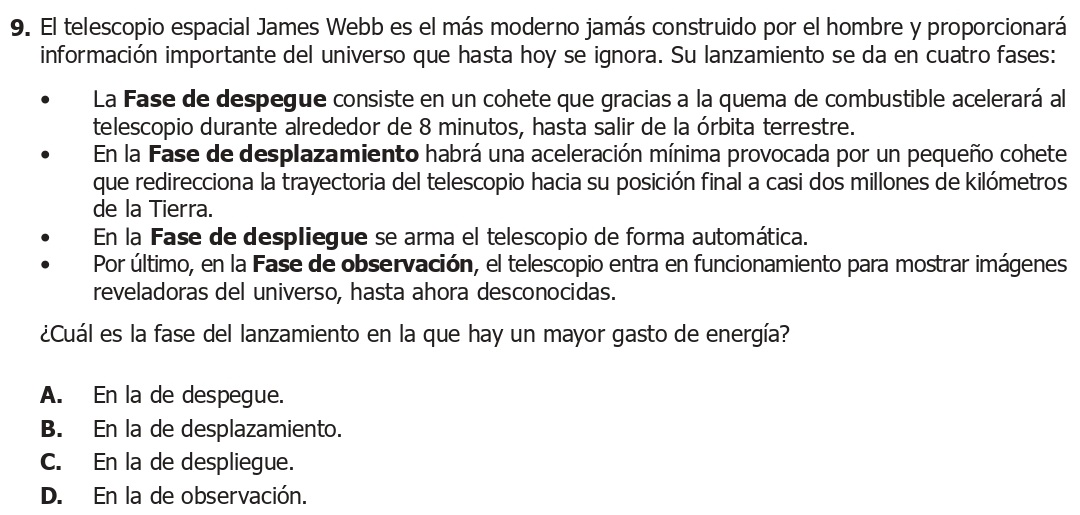 9. El telescopio espacial James Webb es el más moderno jamás construido por el hombre y proporcionará
información importante del universo que hasta hoy se ignora. Su lanzamiento se da en cuatro fases:
• La Fase de despegue consiste en un cohete que gracias a la quema de combustible acelerará al
telescopio durante alrededor de 8 minutos, hasta salir de la órbita terrestre.
• En la Fase de desplazamiento habrá una aceleración mínima provocada por un pequeño cohete
que redirecciona la trayectoria del telescopio hacia su posición final a casi dos millones de kilómetros
de la Tierra.
• En la Fase de despliegue se arma el telescopio de forma automática.
• Por último, en la Fase de observación, el telescopio entra en funcionamiento para mostrar imágenes
reveladoras del universo, hasta ahora desconocidas.
¿Cuál es la fase del lanzamiento en la que hay un mayor gasto de energía?
A. En la de despegue.
B. En la de desplazamiento.
C. En la de despliegue.
D. En la de observación.